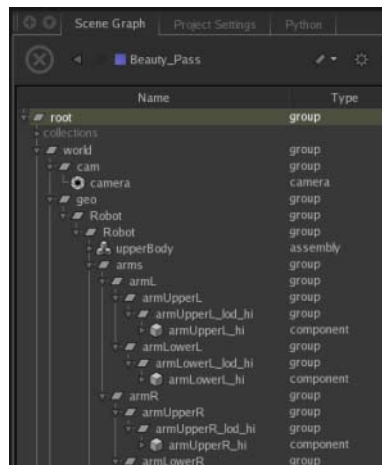 Scene Graph Project Settings Python
Beauty_Pass
Name Type
root group
collections
world group
cam group
camera camera
geo group
Robot group
Robot group
upperBody assembly
arms group
armL group
armUpperL group
armUpperL_lod_hi group
armUpperL_hi component
armLowerL group
armLowerL_lod_hi group
armLowerL_hi component
armR group
armUpperR group
armUpperR_lod_hi group
armUpperR_hi component
armLowerR group